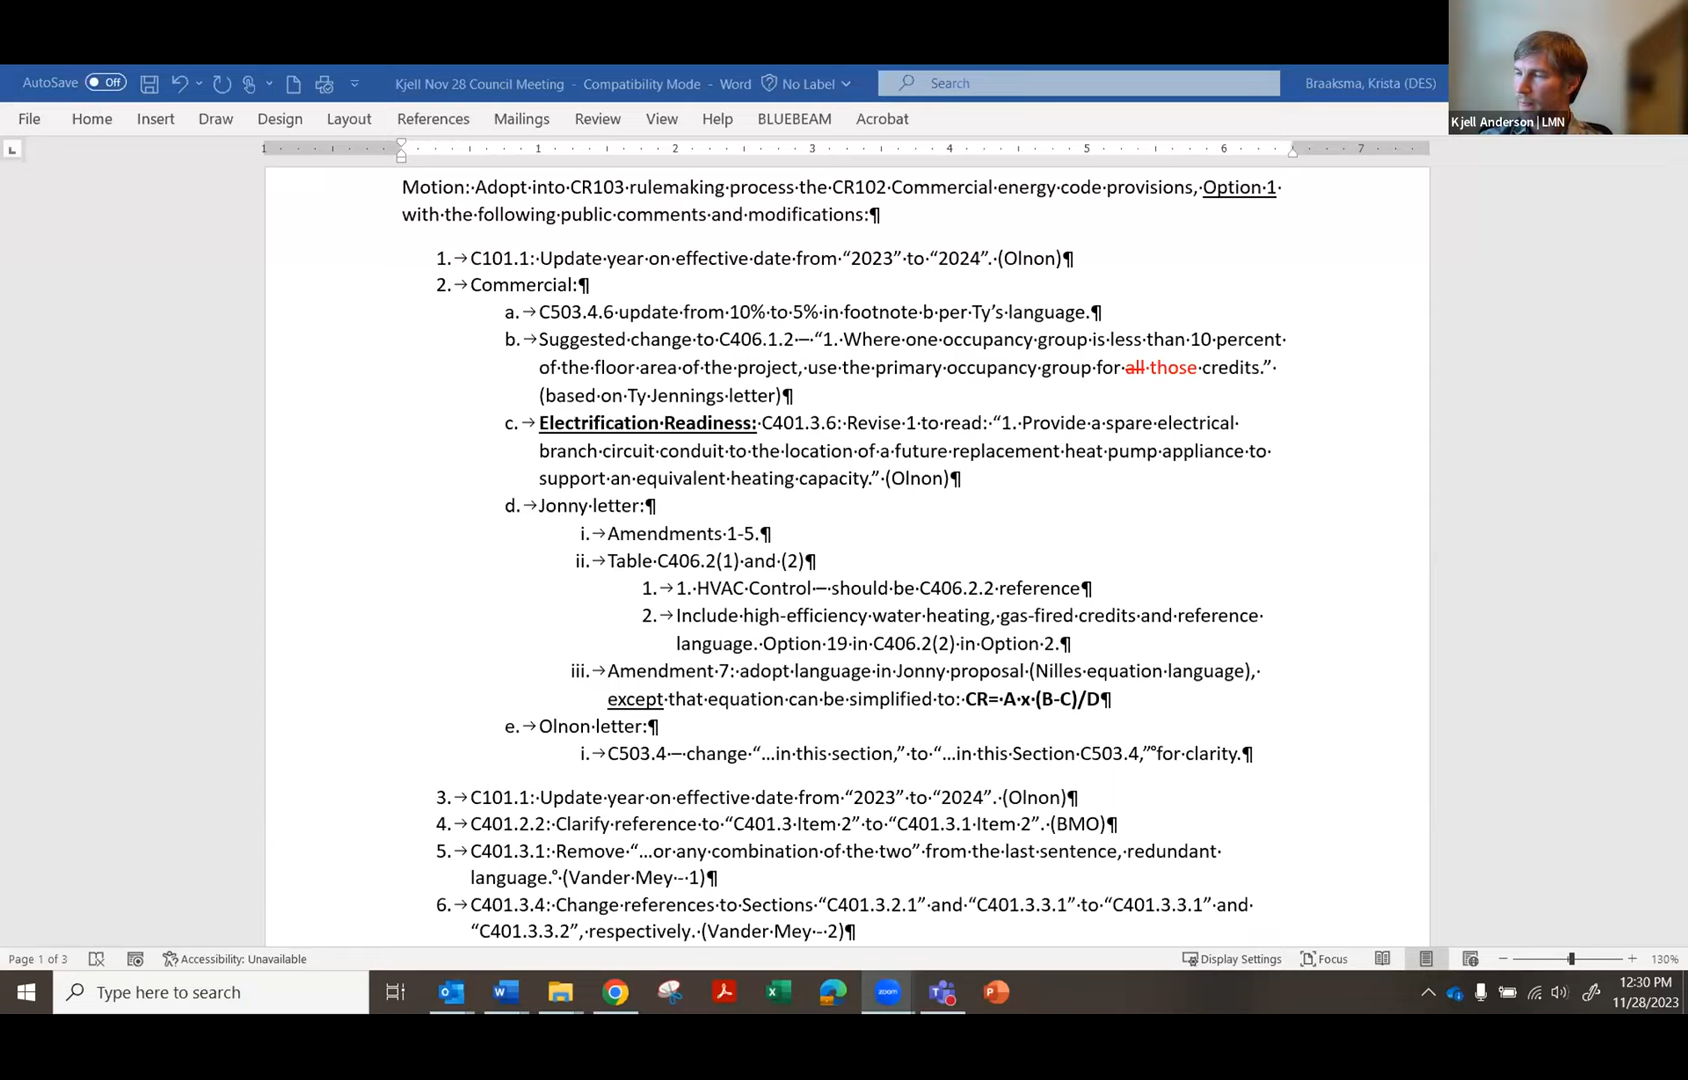 AutoSave Off Kjell Nov 28 Council Meeting - Compatibility Mode - Word No Label Search Braaksma, Krista (DES)
Kjell Anderson | LMN
File Home Insert Draw Design Layout References Mailings Review View Help BLUEBEAM Acrobat
1 1 2 3 4 5 6 7
Motion: Adopt into CR103 rulemaking process the CR102 Commercial energy code provisions, Option 1
with the following public comments and modifications:¶
1. C101.1: Update year on effective date from “2023” to “2024”. (Olnon)¶
2. Commercial:¶
a. C503.4.6 update from 10% to 5% in footnote b per Ty’s language.¶
b. Suggested change to C406.1.2 – “1. Where one occupancy group is less than 10 percent
of the floor area of the project, use the primary occupancy group for all those credits.”
(based on Ty Jennings letter)¶
c. Electrification Readiness: C401.3.6: Revise 1 to read: “1. Provide a spare electrical
branch circuit conduit to the location of a future replacement heat pump appliance to
support an equivalent heating capacity.” (Olnon)¶
d. Jonny letter:¶
i. Amendments 1-5.¶
ii. Table C406.2(1) and (2)¶
1. 1. HVAC Control – should be C406.2.2 reference¶
2. Include high-efficiency water heating, gas-fired credits and reference
language. Option 19 in C406.2(2) in Option 2.¶
iii. Amendment 7: adopt language in Jonny proposal (Nilles equation language),
except that equation can be simplified to: CR= A x (B-C)/D¶
e. Olnon letter:¶
i. C503.4 – change “…in this section,” to “…in this Section C503.4,” for clarity.¶
3. C101.1: Update year on effective date from “2023” to “2024”. (Olnon)¶
4. C401.2.2: Clarify reference to “C401.3 Item 2” to “C401.3.1 Item 2”. (BMO)¶
5. C401.3.1: Remove “…or any combination of the two” from the last sentence, redundant
language. (Vander Mey - 1)¶
6. C401.3.4: Change references to Sections “C401.3.2.1” and “C401.3.3.1” to “C401.3.3.1” and
“C401.3.3.2”, respectively. (Vander Mey - 2)¶
Page 1 of 3 Accessibility: Unavailable Display Settings Focus 130%
Type here to search zoom 12:30 PM
11/28/2023